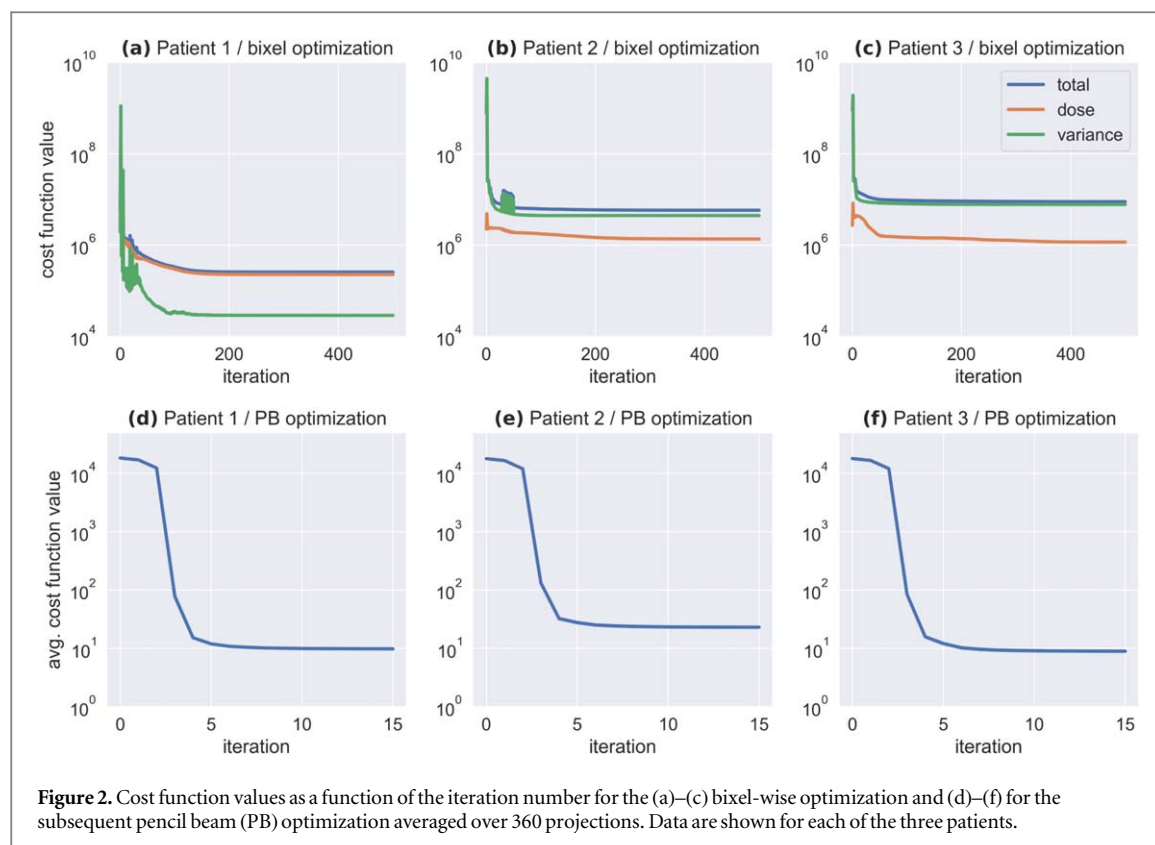 (a) Patient 1 / bixel optimization
(b) Patient 2 / bixel optimization
(c) Patient 3 / bixel optimization
cost function value
10^10
10^8
10^6
10^4
0
200
400
iteration
10^10
10^8
10^6
10^4
0
200
400
iteration
10^10
10^8
10^6
10^4
0
200
400
iteration
total
dose
variance
(d) Patient 1 / PB optimization
(e) Patient 2 / PB optimization
(f) Patient 3 / PB optimization
avg. cost function value
10^4
10^3
10^2
10^1
10^0
0
5
10
15
iteration
10^4
10^3
10^2
10^1
10^0
0
5
10
15
iteration
10^4
10^3
10^2
10^1
10^0
0
5
10
15
iteration
Figure 2. Cost function values as a function of the iteration number for the (a)–(c) bixel-wise optimization and (d)–(f) for the
subsequent pencil beam (PB) optimization averaged over 360 projections. Data are shown for each of the three patients.